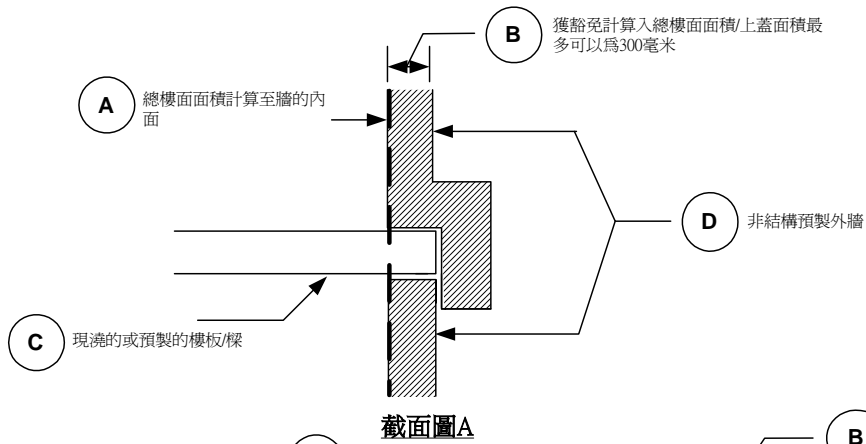 B
獲豁免計算入總樓面面積/上蓋面積最
多可以爲300毫米
A
總樓面面積計算至牆的內
面
D
非結構預製外牆
C
現澆的或預製的樓板/樑
截面圖A
B